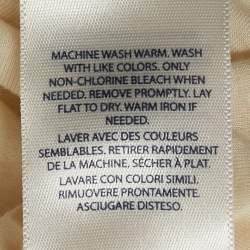 MACHINE WASH WARM. WASH
WITH LIKE COLORS. ONLY
NON-CHLORINE BLEACH WHEN
NEEDED. REMOVE PROMPTLY. LAY
FLAT TO DRY. WARM IRON IF
NEEDED.
LAVER AVEC DES COULEURS
SEMBLABLES. RETIRER RAPIDEMENT
DE LA MACHINE. SÉCHER À PLAT.
LAVARE CON COLORI SIMILI.
RIMUOVERE PRONTAMENTE.
ASCIUGARE DISTESO.